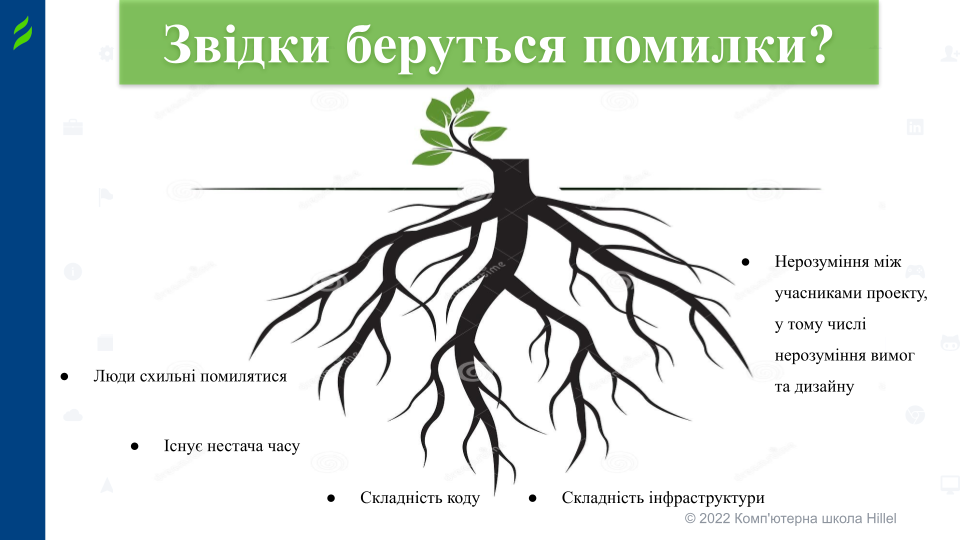 Звідки беруться помилки?
● Нерозуміння між
учасниками проекту,
у тому числі
нерозуміння вимог
та дизайну
● Люди схильні помилятися
● Існує нестача часу
● Складність коду
● Складність інфраструктури
© 2022 Комп'ютерна школа Hillel